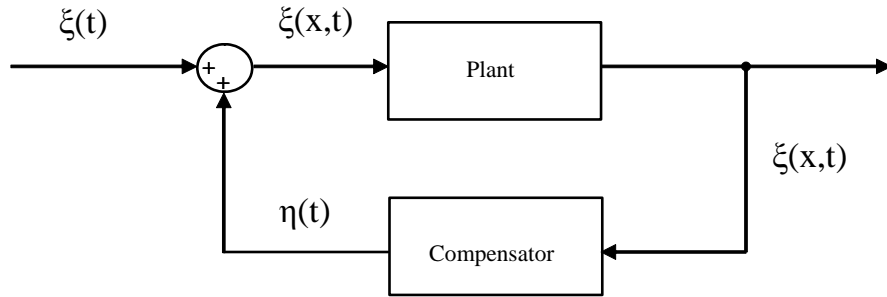 ξ(t)
ξ(x,t)
Plant
+
+
ξ(x,t)
η(t)
Compensator